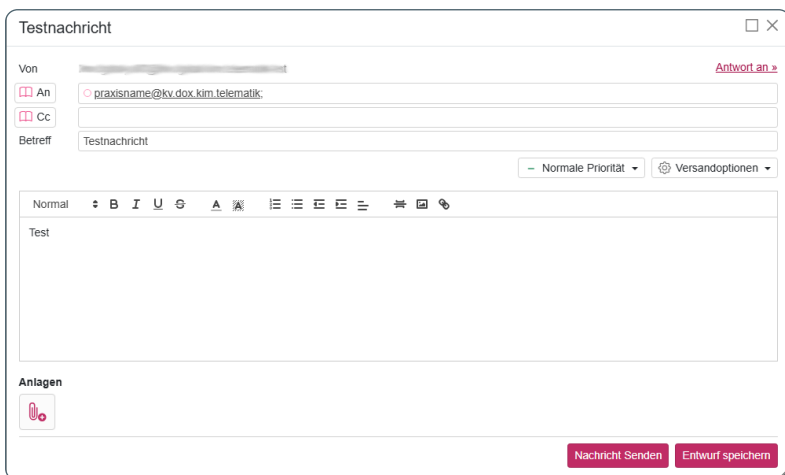 Testnachricht
Von
Antwort an »
An praxisname@kv.dox.kim.telematik;
Cc
Betreff Testnachricht
– Normale Priorität Versandoptionen
Normal B I U S A A
Test
Anlagen
Nachricht Senden Entwurf speichern